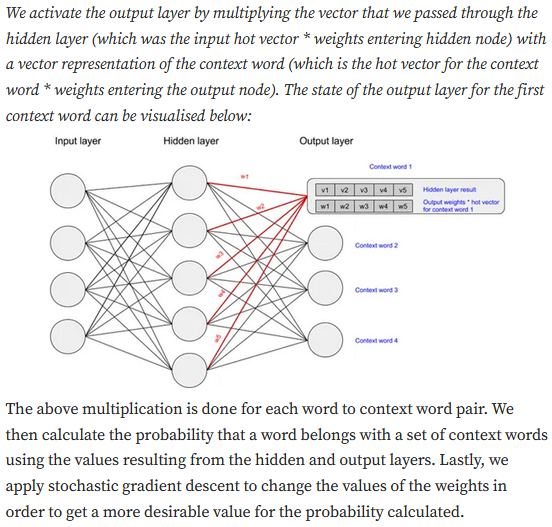 We activate the output layer by multiplying the vector that we passed through the
hidden layer (which was the input hot vector * weights entering hidden node) with
a vector representation of the context word (which is the hot vector for the context
word * weights entering the output node). The state of the output layer for the first
context word can be visualised below:
Input layer
Hidden layer
Output layer
Context word 1
w1
v1 v2 v3 v4 v5
Hidden layer result
w1 w2 w3 w4 w5
Output weights * hot vector
for context word 1
w2
Context word 2
w3
Context word 3
w4
Context word 4
w5
The above multiplication is done for each word to context word pair. We
then calculate the probability that a word belongs with a set of context words
using the values resulting from the hidden and output layers. Lastly, we
apply stochastic gradient descent to change the values of the weights in
order to get a more desirable value for the probability calculated.